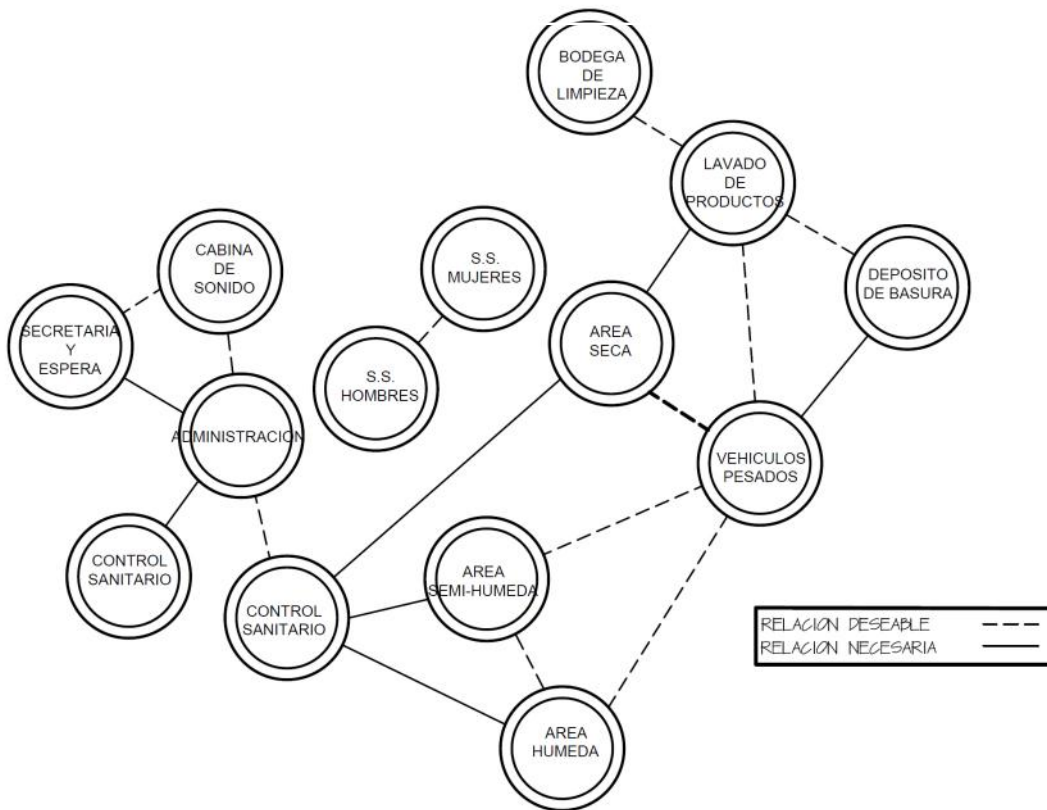 BODEGA
DE
LIMPIEZA
LAVADO
DE
PRODUCTOS
CABINA
DE
SONIDO
S.S.
MUJERES
DEPOSITO
DE BASURA
SECRETARIA
Y
ESPERA
AREA
SECA
S.S.
HOMBRES
ADMINISTRACION
VEHICULOS
PESADOS
CONTROL
SANITARIO
AREA
SEMI-HUMEDA
CONTROL
SANITARIO
RELACION DESEABLE
RELACION NECESARIA
AREA
HUMEDA